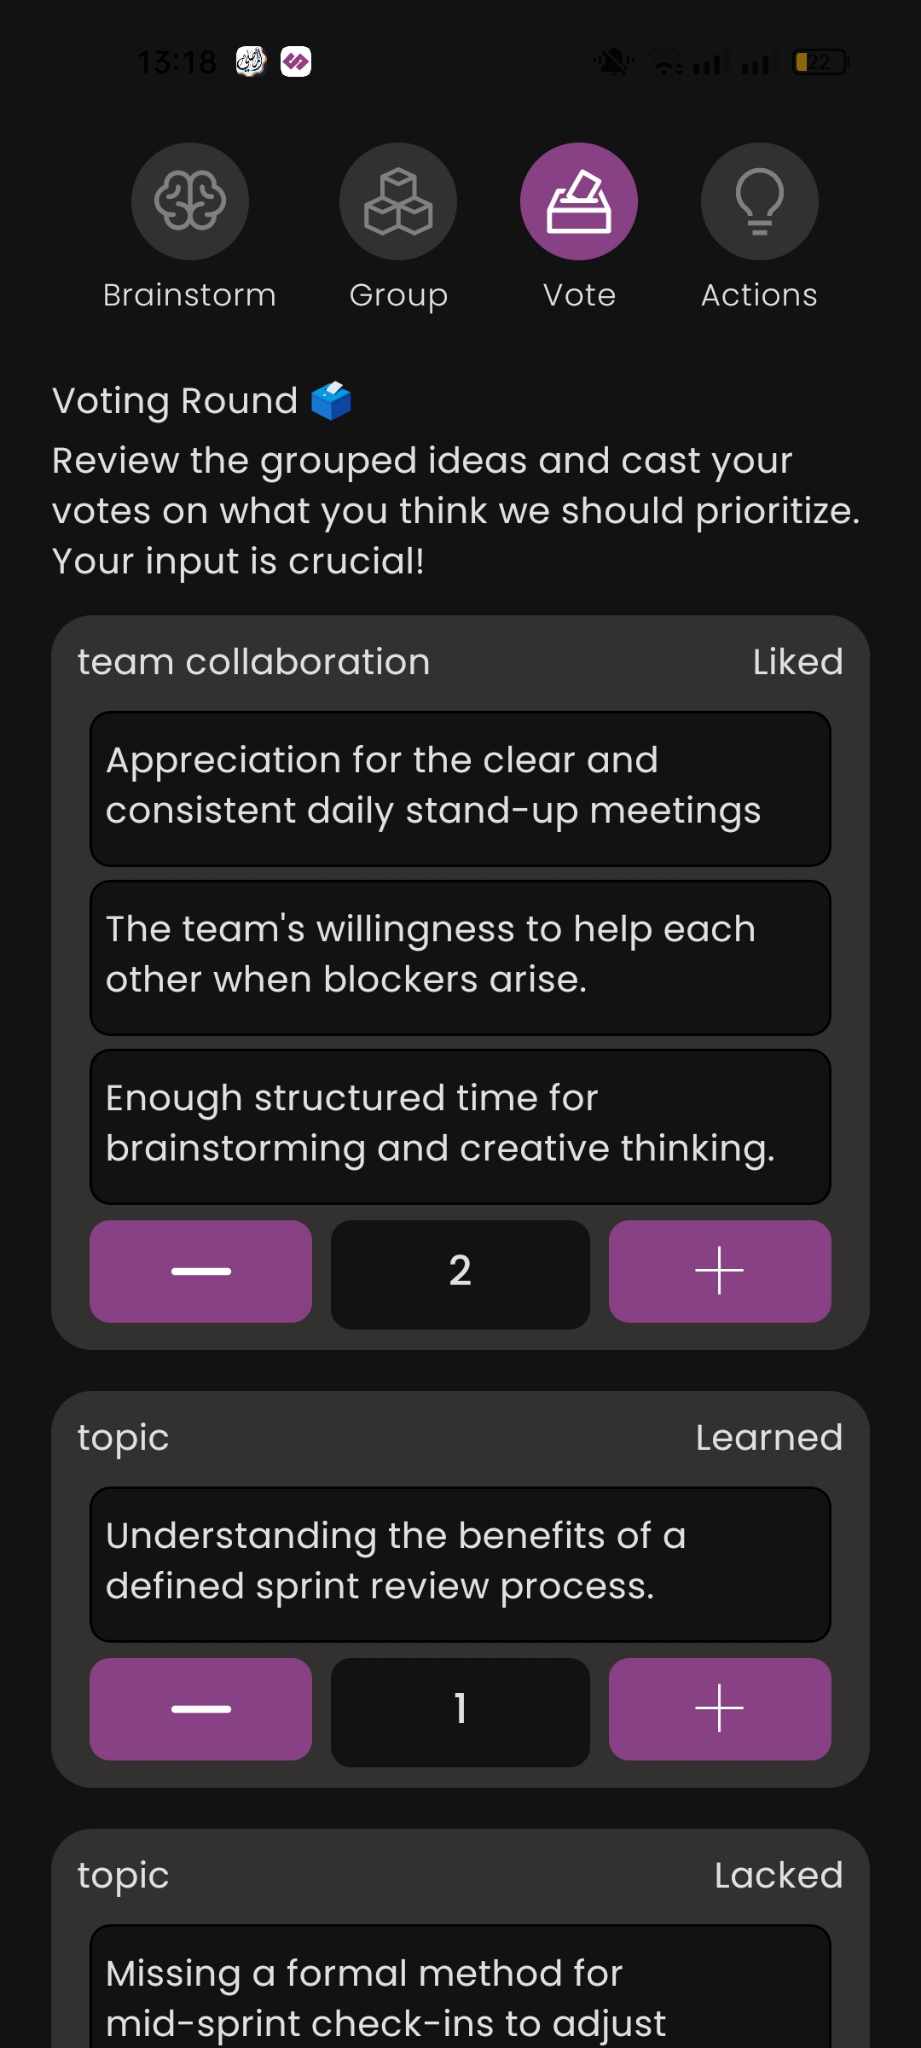 13:18
22
Brainstorm
Group
Vote
Actions
Voting Round
Review the grouped ideas and cast your
votes on what you think we should prioritize.
Your input is crucial!
team collaboration
Liked
Appreciation for the clear and
consistent daily stand-up meetings
The team's willingness to help each
other when blockers arise.
Enough structured time for
brainstorming and creative thinking.
2
topic
Learned
Understanding the benefits of a
defined sprint review process.
1
topic
Lacked
Missing a formal method for
mid-sprint check-ins to adjust